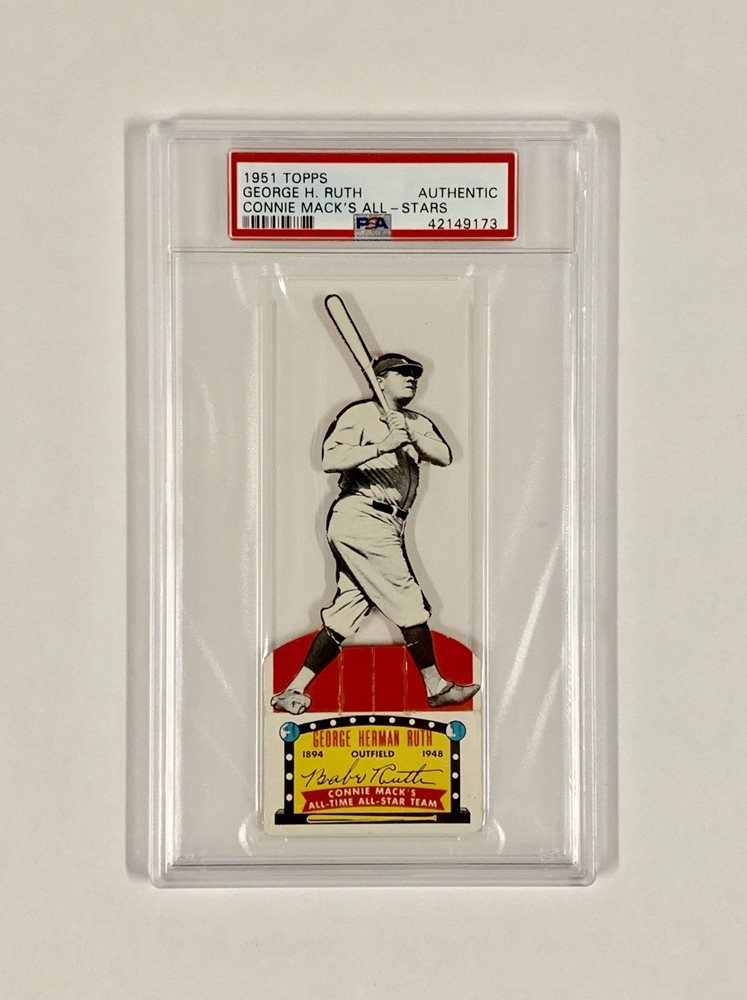 1951 TOPPS
GEORGE H. RUTH AUTHENTIC
CONNIE MACK'S ALL-STARS
PSA 42149173
GEORGE HERMAN RUTH
1894 OUTFIELD 1948
Babe Ruth
CONNIE MACK'S
ALL-TIME ALL-STAR TEAM